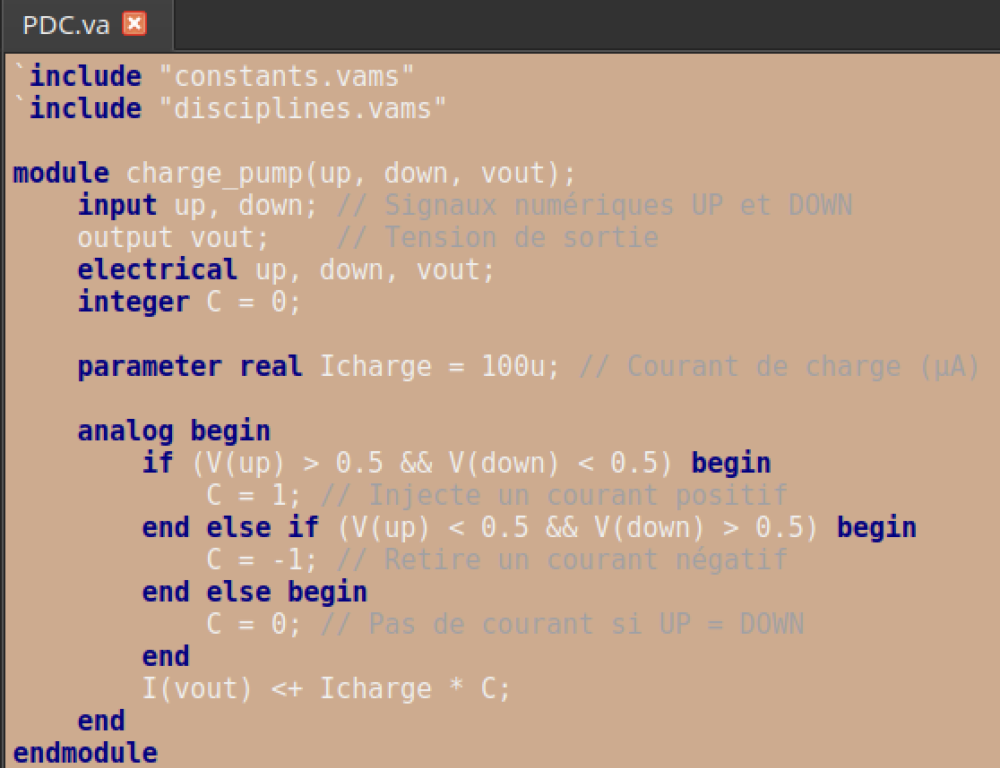 PDC.va
`include "constants.vams"
`include "disciplines.vams"
module charge_pump(up, down, vout);
input up, down; // Signaux numériques UP et DOWN
output vout; // Tension de sortie
electrical up, down, vout;
integer C = 0;
parameter real Icharge = 100u; // Courant de charge (µA)
analog begin
if (V(up) > 0.5 && V(down) < 0.5) begin
C = 1; // Injecte un courant positif
end else if (V(up) < 0.5 && V(down) > 0.5) begin
C = -1; // Retire un courant négatif
end else begin
C = 0; // Pas de courant si UP = DOWN
end
I(vout) <+ Icharge * C;
end
endmodule